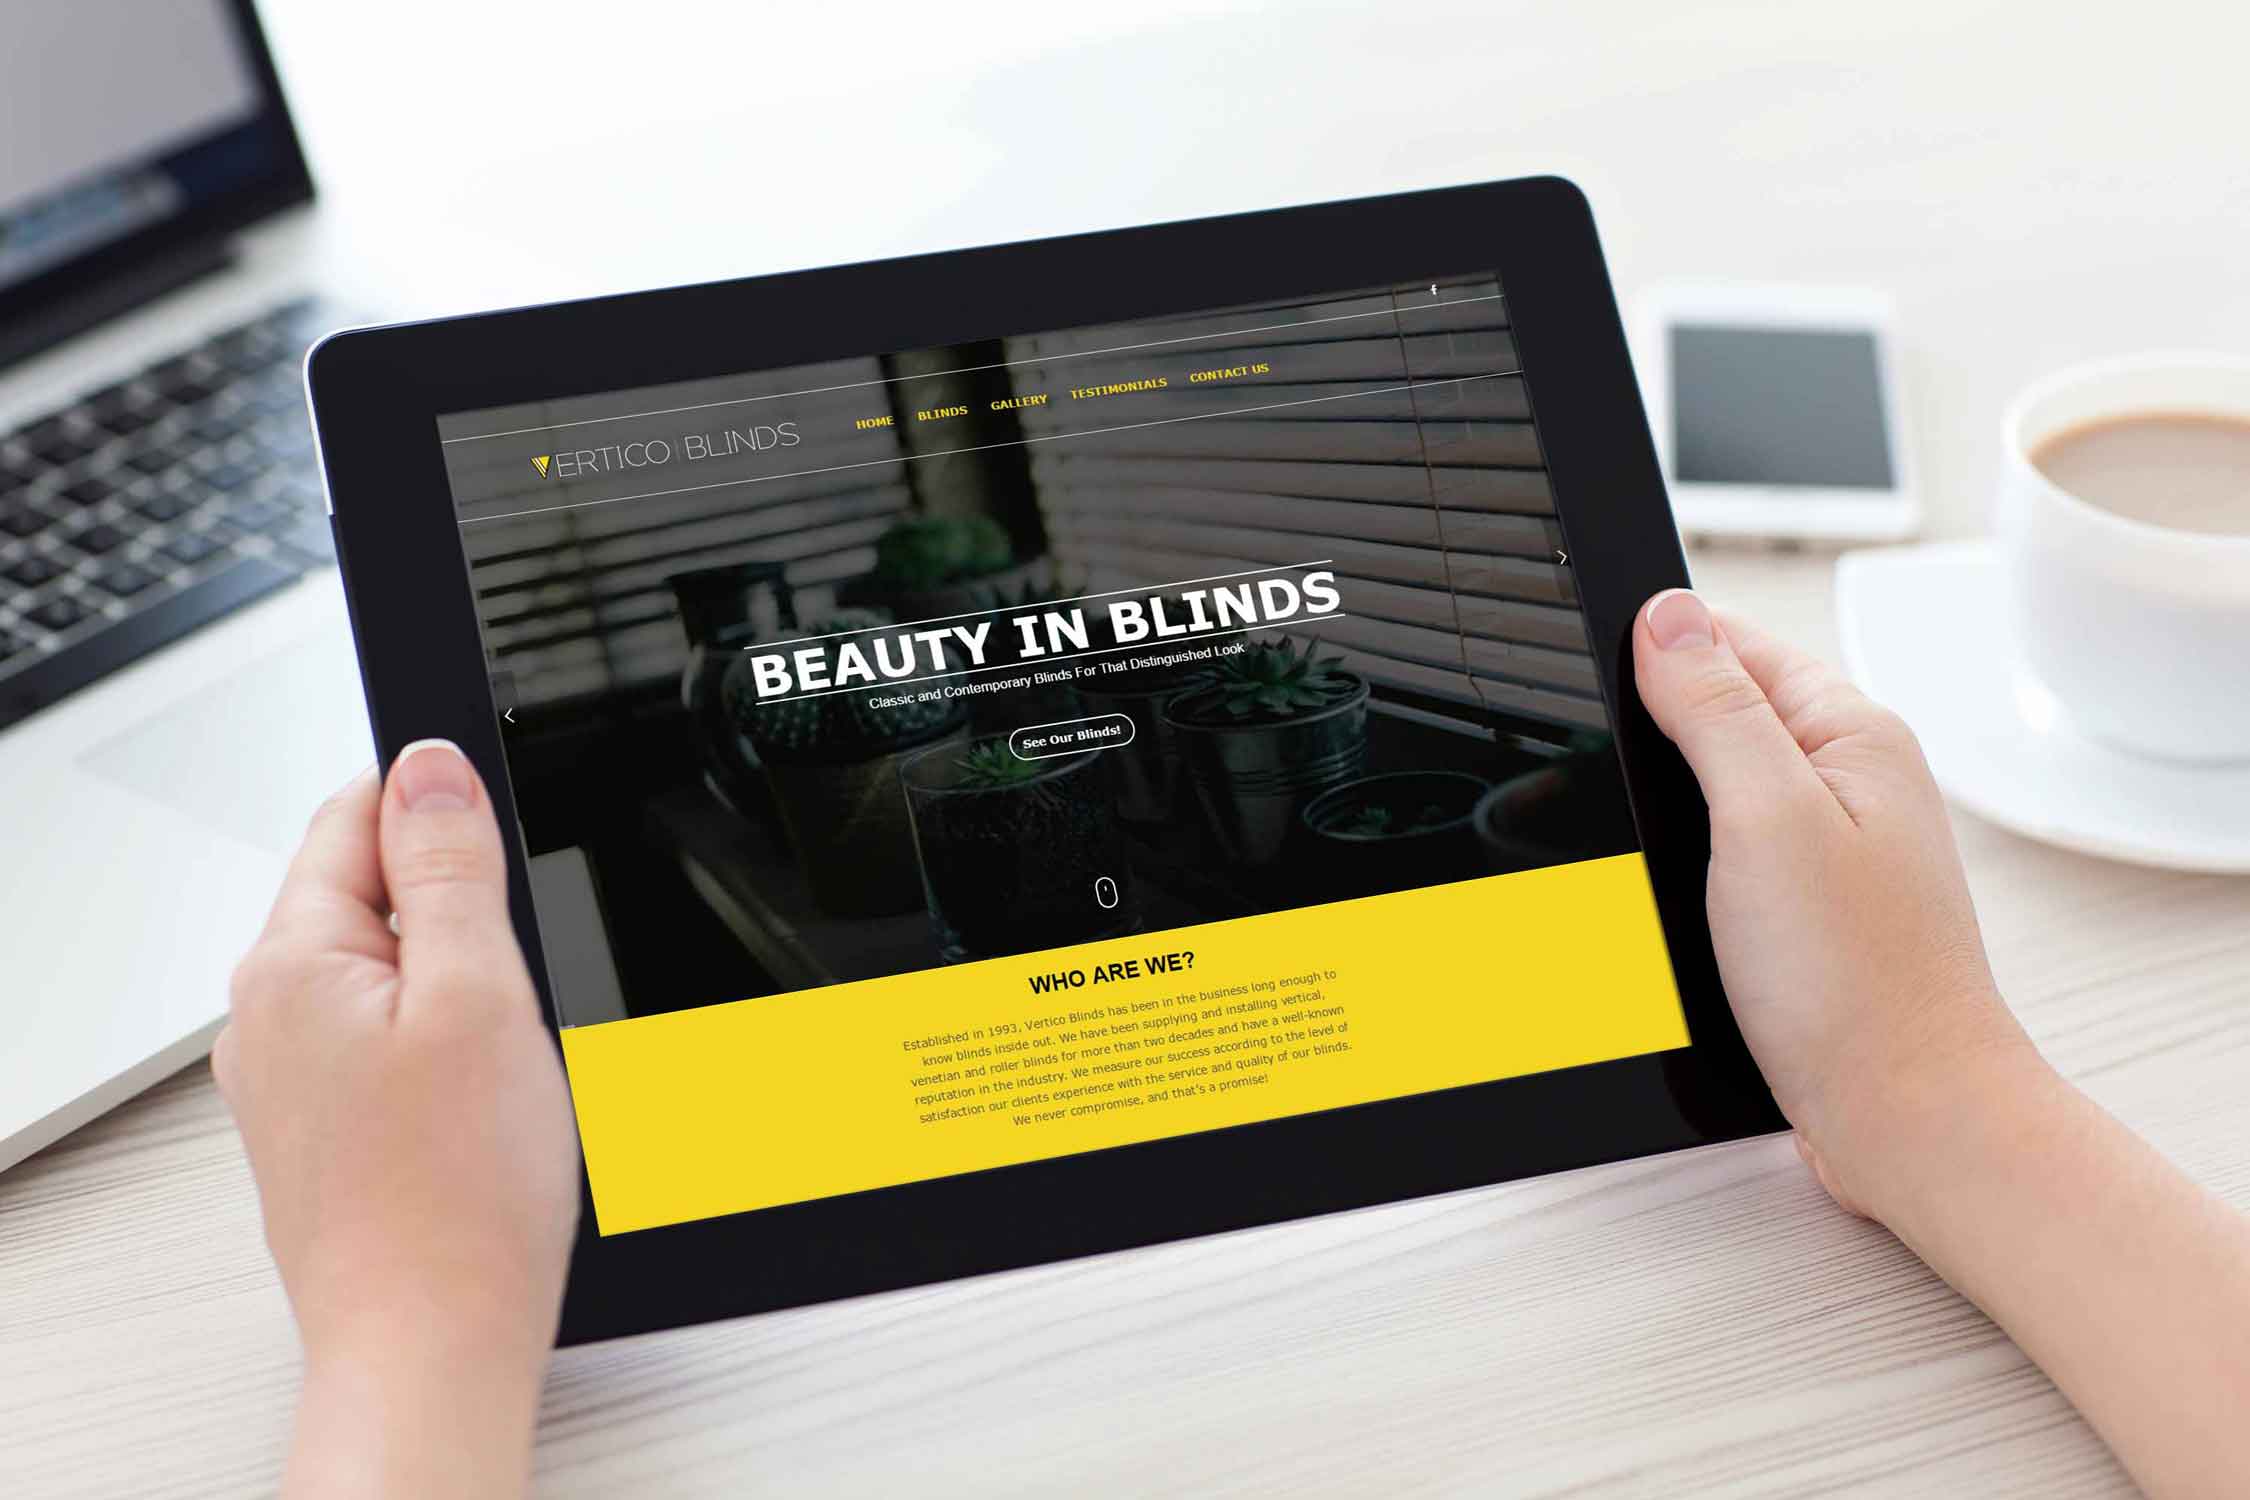 f
VERTICO | BLINDS
HOME BLINDS GALLERY TESTIMONIALS CONTACT US
BEAUTY IN BLINDS
Classic and Contemporary Blinds For That Distinguished Look
See Our Blinds!
WHO ARE WE?
Established in 1993, Vertico Blinds has been in the business long enough to
know blinds inside out. We have been supplying and installing vertical,
venetian and roller blinds for more than two decades and have a well-known
reputation in the industry. We measure our success according to the level of
satisfaction our clients experience with the service and quality of our blinds.
We never compromise, and that's a promise!